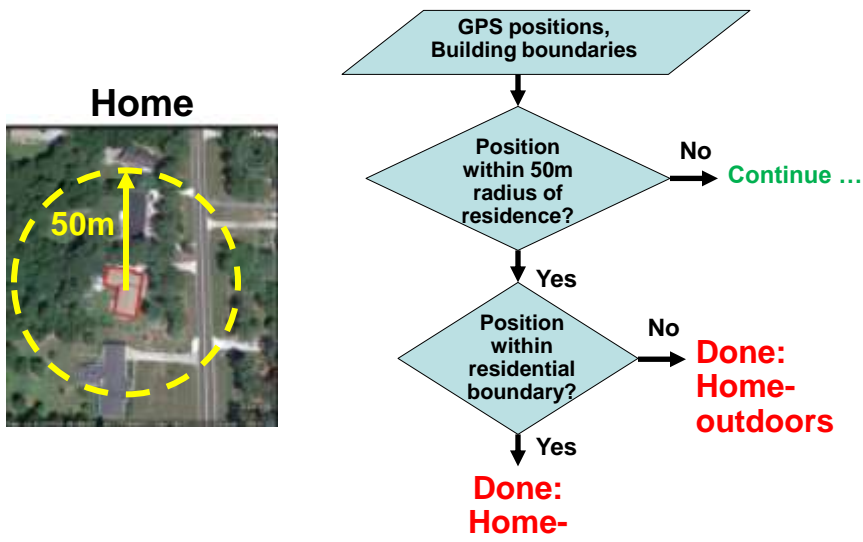 GPS positions,
Building boundaries
Home
50m
Position
within 50m
radius of
residence?
No
Continue …
Yes
Position
within
residential
boundary?
No
Done:
Home-
outdoors
Yes
Done:
Home-